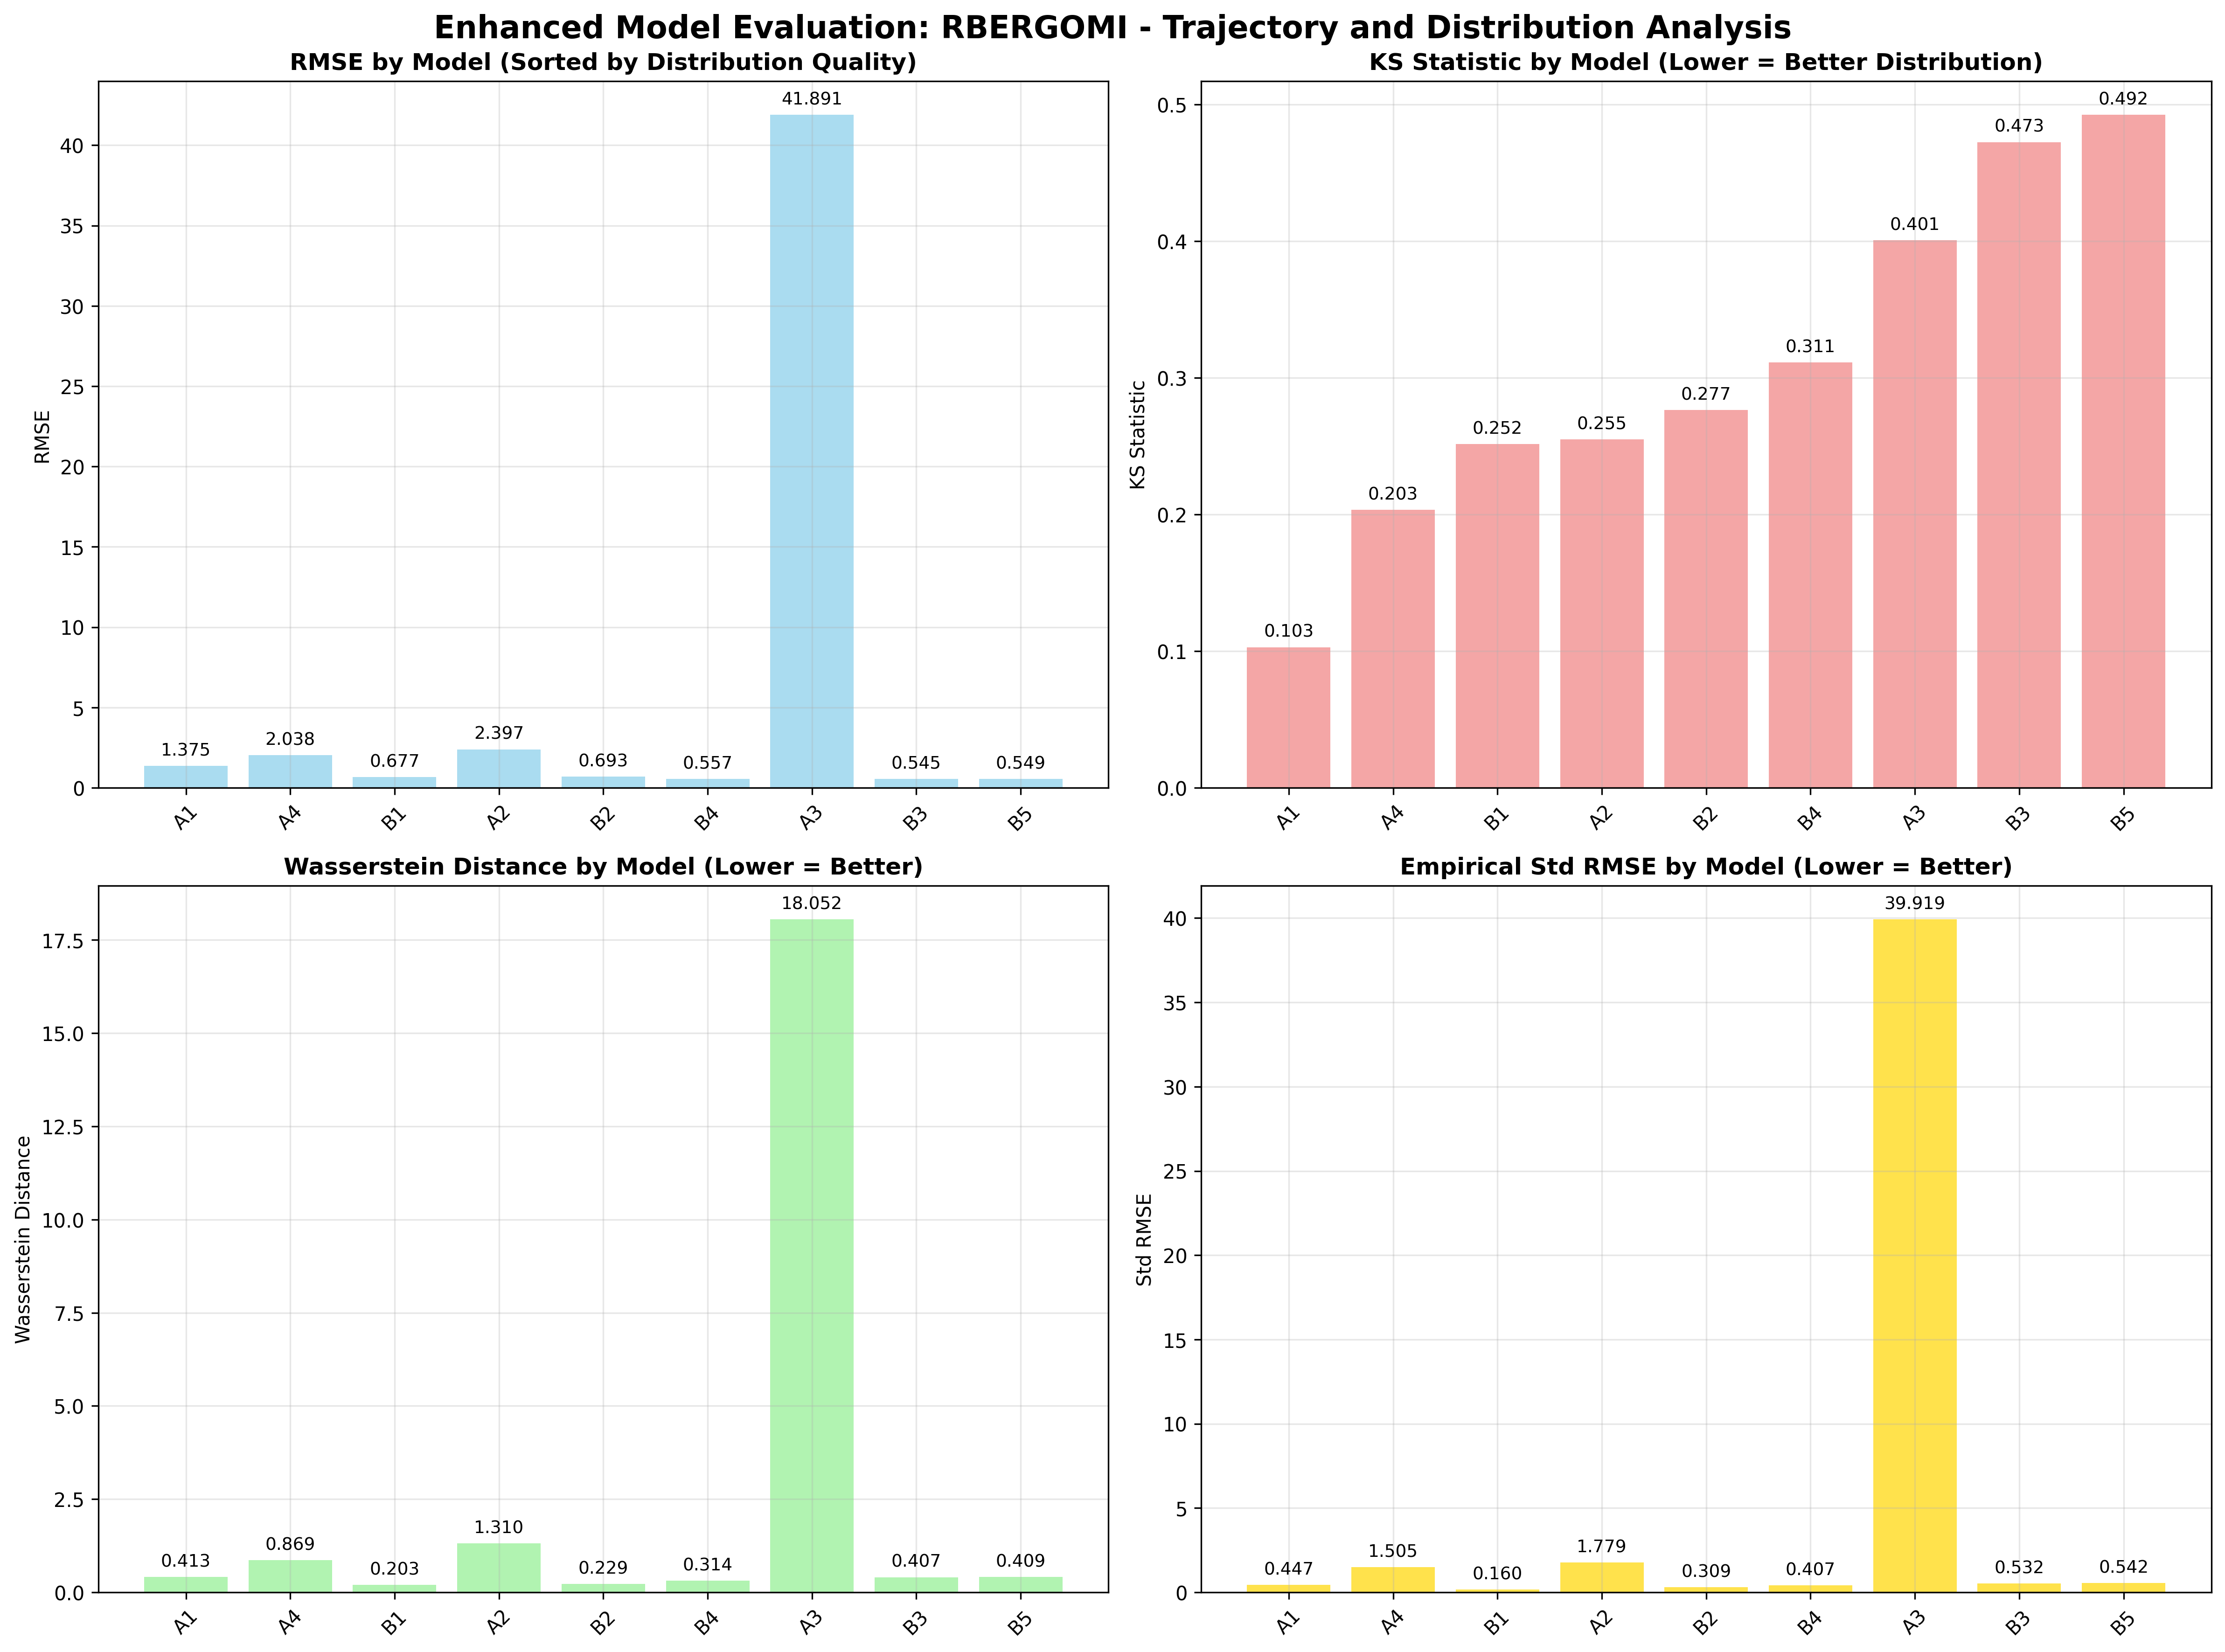 Enhanced Model Evaluation: RBERGOMI - Trajectory and Distribution Analysis
RMSE by Model (Sorted by Distribution Quality)
RMSE
40
35
30
25
20
15
10
5
0
1.375
2.038
0.677
2.397
0.693
0.557
41.891
0.545
0.549
A1
A4
B1
A2
B2
B4
A3
B3
B5
KS Statistic by Model (Lower = Better Distribution)
KS Statistic
0.5
0.4
0.3
0.2
0.1
0.0
0.103
0.203
0.252
0.255
0.277
0.311
0.401
0.473
0.492
A1
A4
B1
A2
B2
B4
A3
B3
B5
Wasserstein Distance by Model (Lower = Better)
Wasserstein Distance
17.5
15.0
12.5
10.0
7.5
5.0
2.5
0.0
0.413
0.869
0.203
1.310
0.229
0.314
18.052
0.407
0.409
A1
A4
B1
A2
B2
B4
A3
B3
B5
Empirical Std RMSE by Model (Lower = Better)
Std RMSE
40
35
30
25
20
15
10
5
0
0.447
1.505
0.160
1.779
0.309
0.407
39.919
0.532
0.542
A1
A4
B1
A2
B2
B4
A3
B3
B5